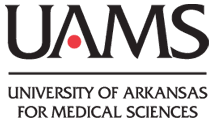 UAMS
UNIVERSITY OF ARKANSAS
FOR MEDICAL SCIENCES